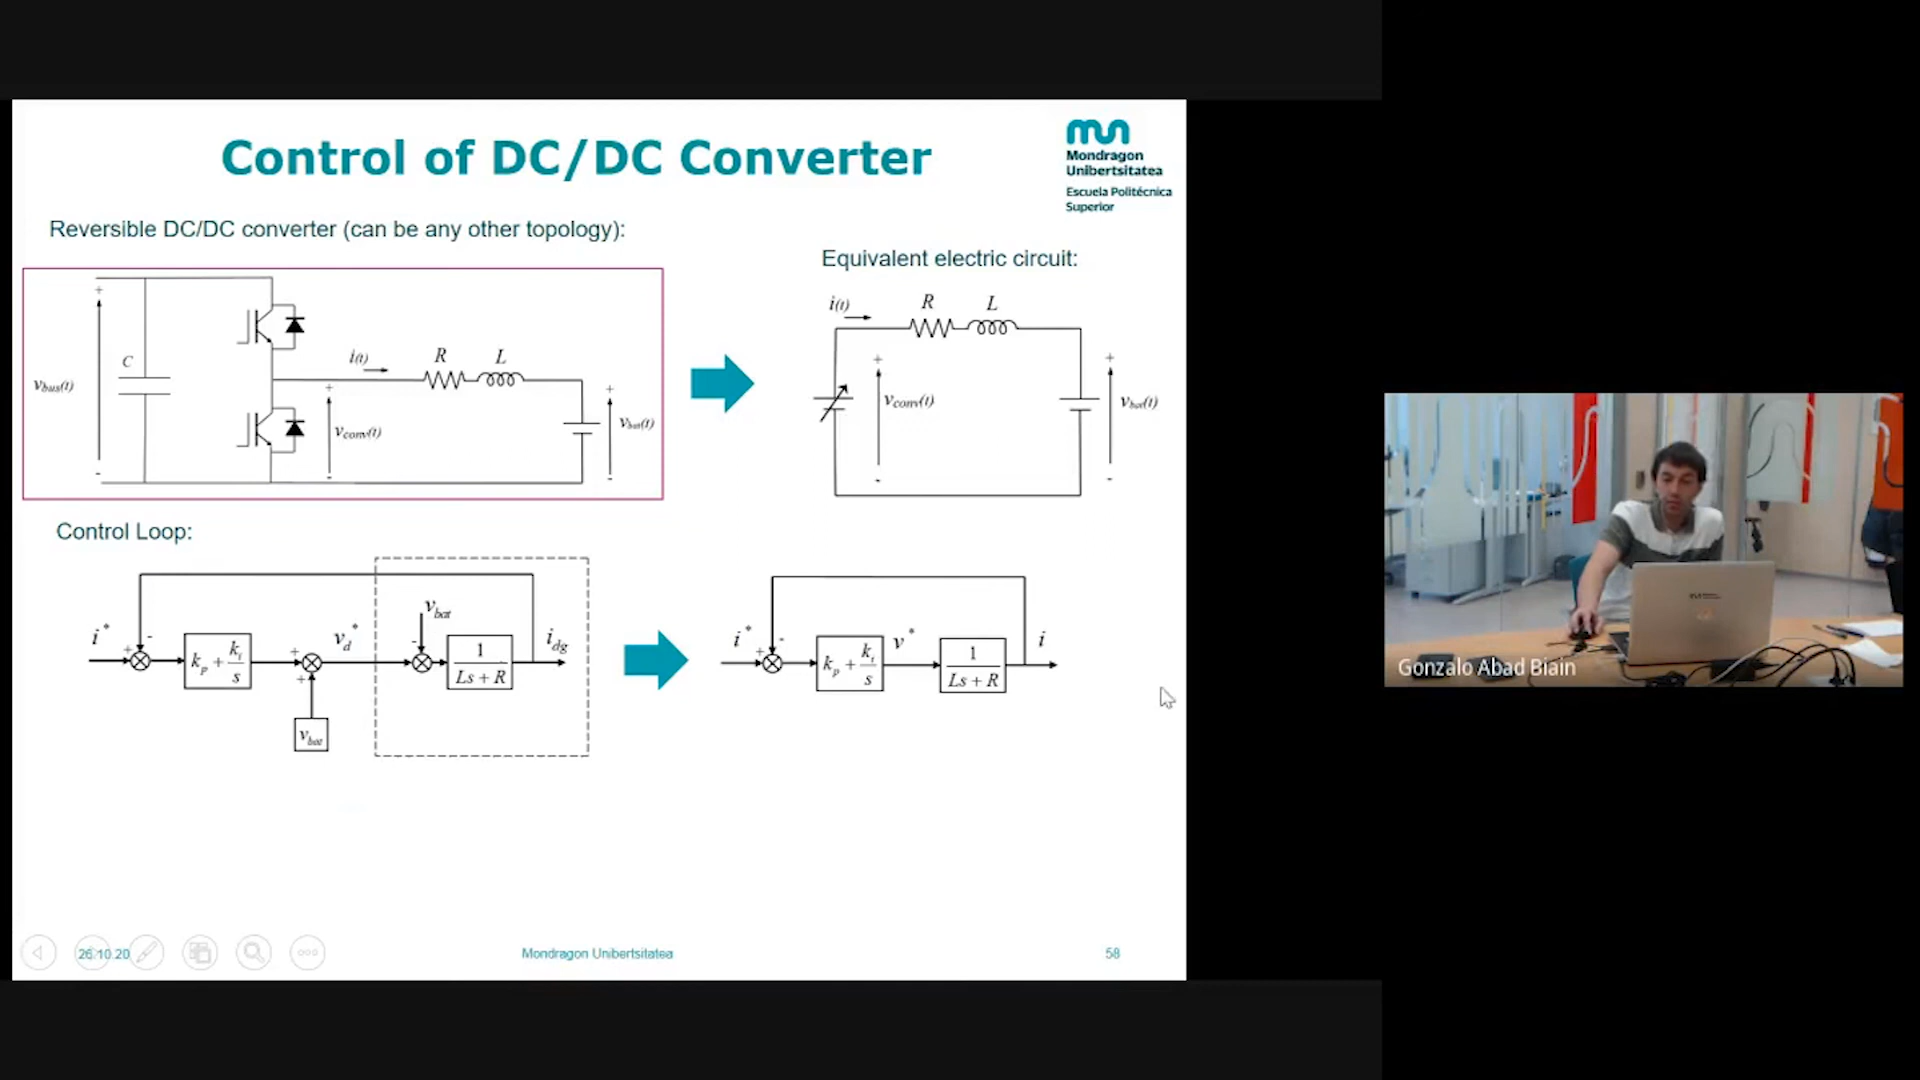 Control of DC/DC Converter
mun
Mondragon
Unibertsitatea
Escuela Politécnica
Superior
Reversible DC/DC converter (can be any other topology):
Equivalent electric circuit:
+
v_bus(t)
-
C
i(t)
R
L
+
v_conv(t)
-
+
v_bat(t)
-
i(t)
R
L
+
v_conv(t)
-
+
v_bat(t)
-
Control Loop:
i*
+
-
k_p + k_i/s
+
+
v_bat
v_d*
v_bat
-
1/(Ls + R)
i_dg
i*
+
-
k_p + k_i/s
v*
1/(Ls + R)
i
26.10.20
Mondragon Unibertsitatea
58
Gonzalo Abad Biain